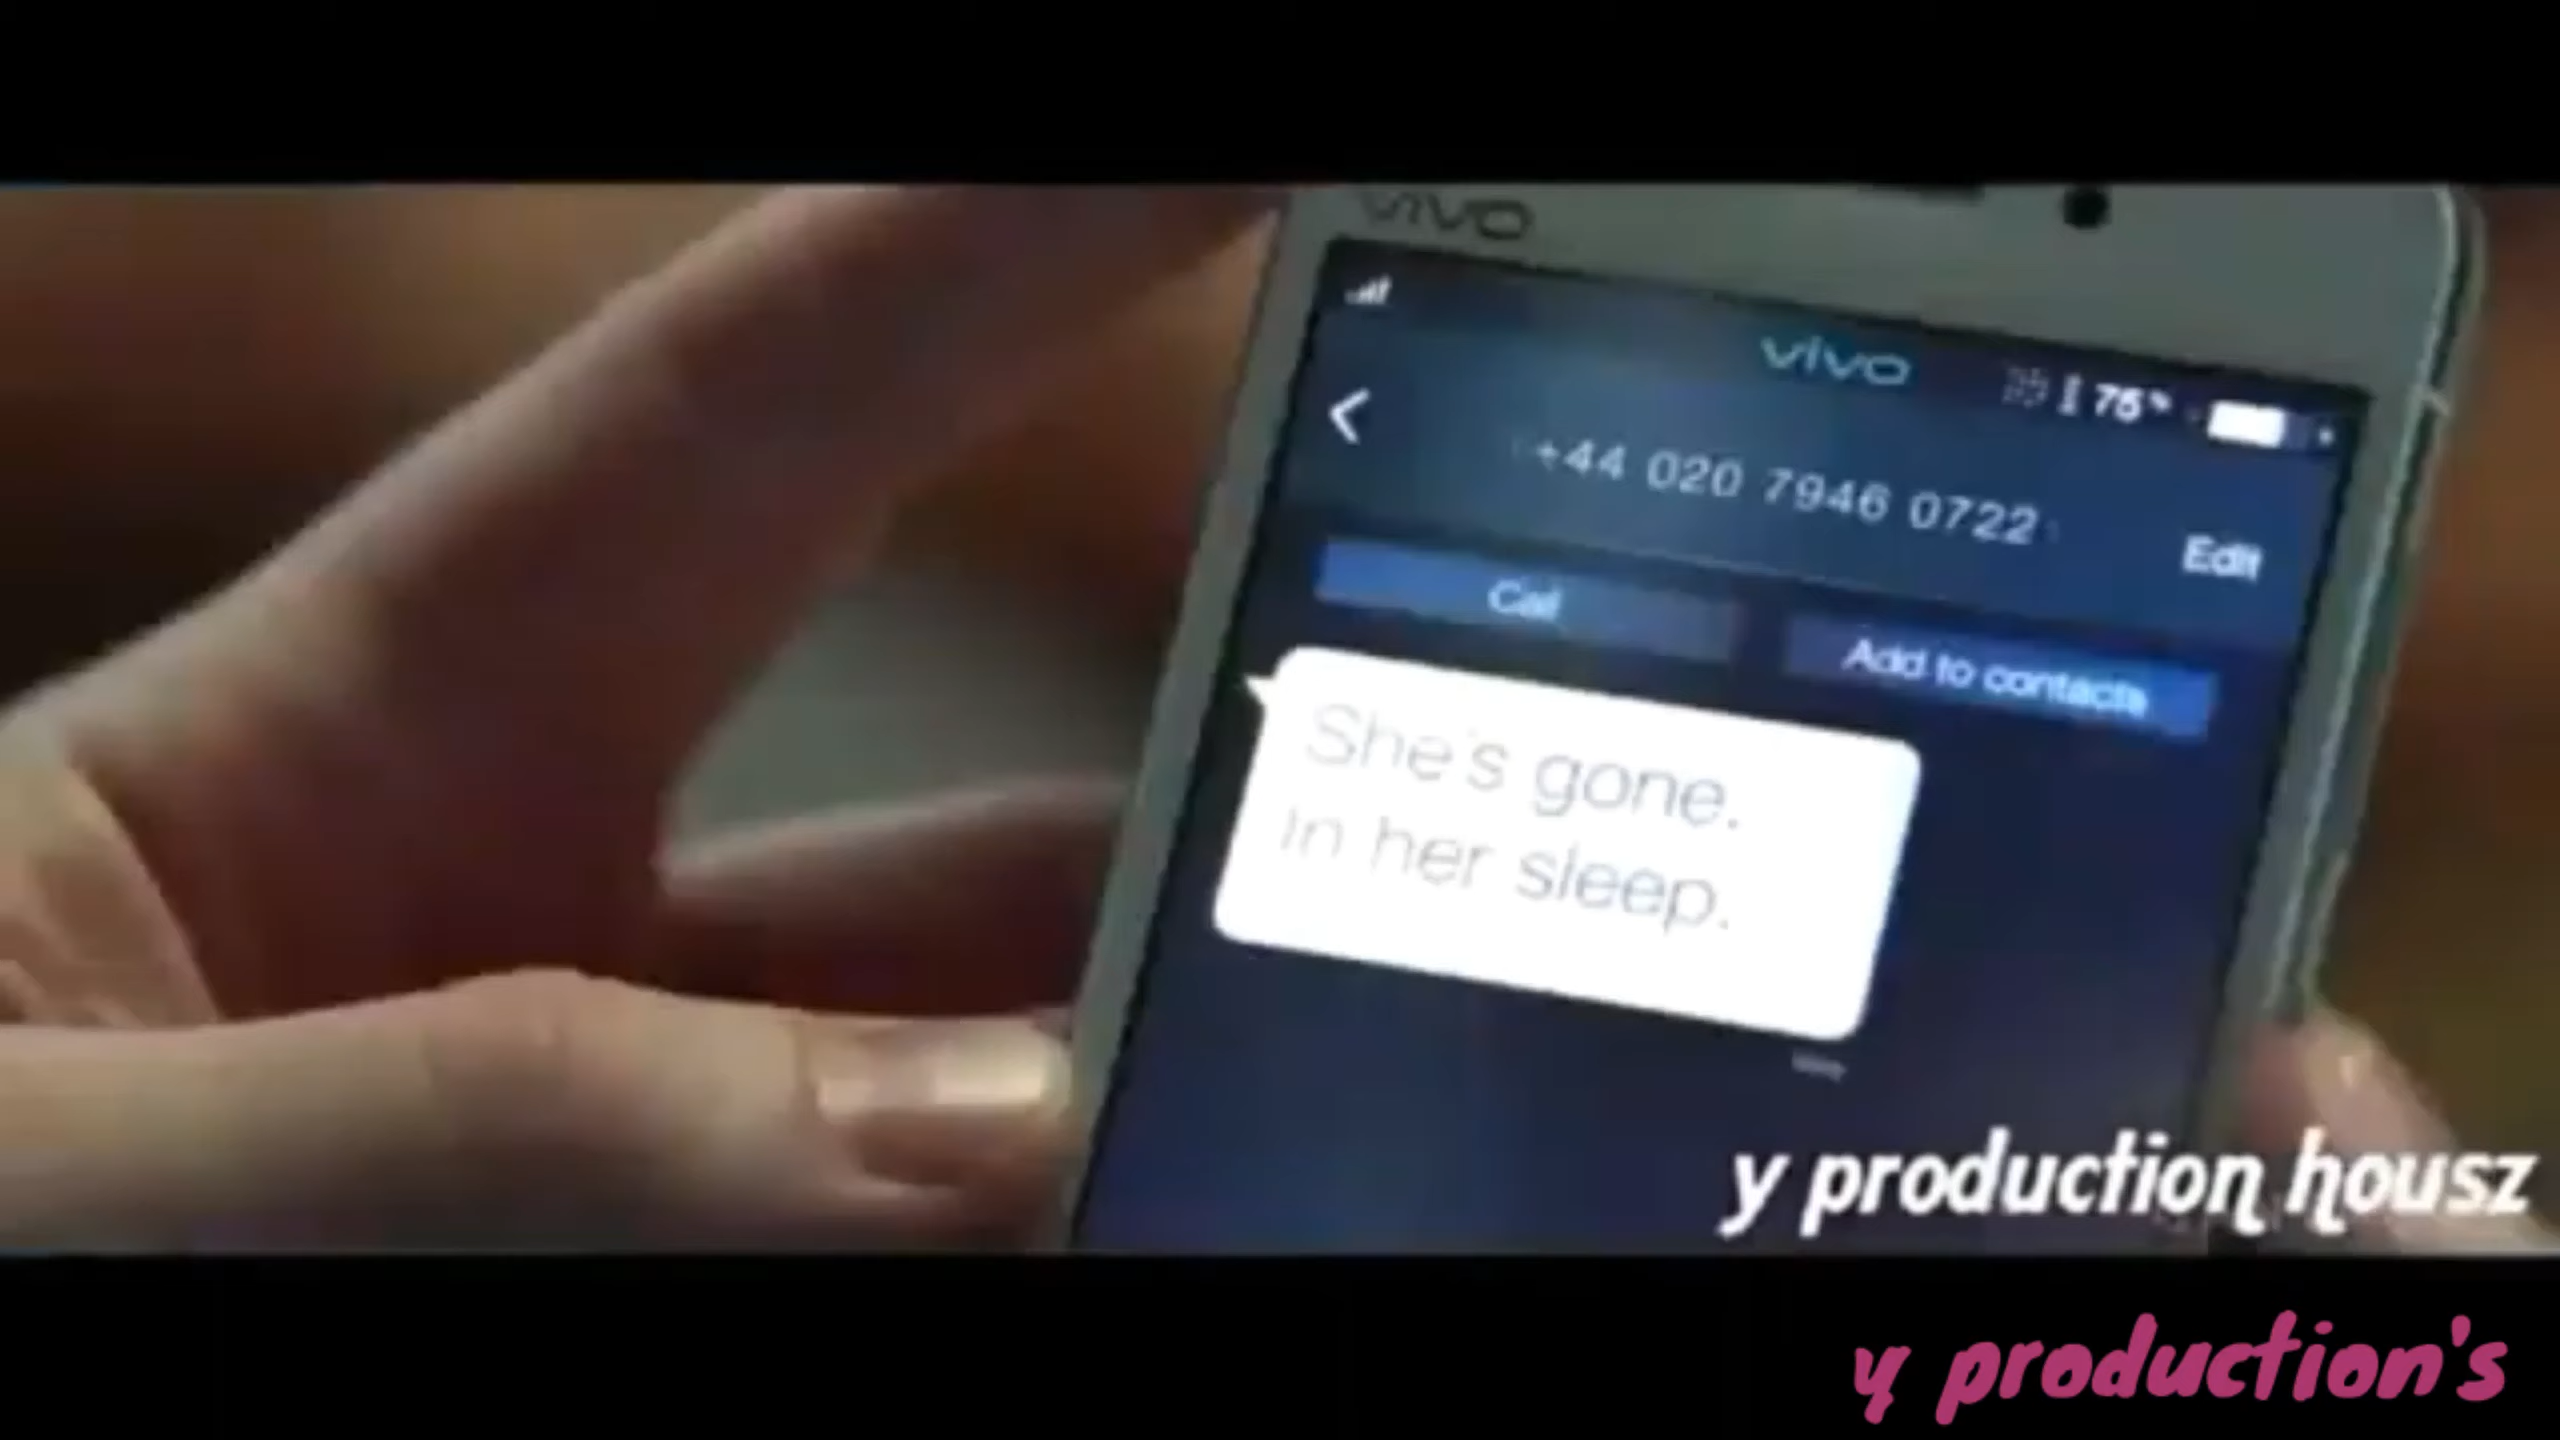 vivo
vivo
75%
+44 020 7946 0722
Edit
Call
Add to contacts
She's gone.
In her sleep.
y production housz
y production's